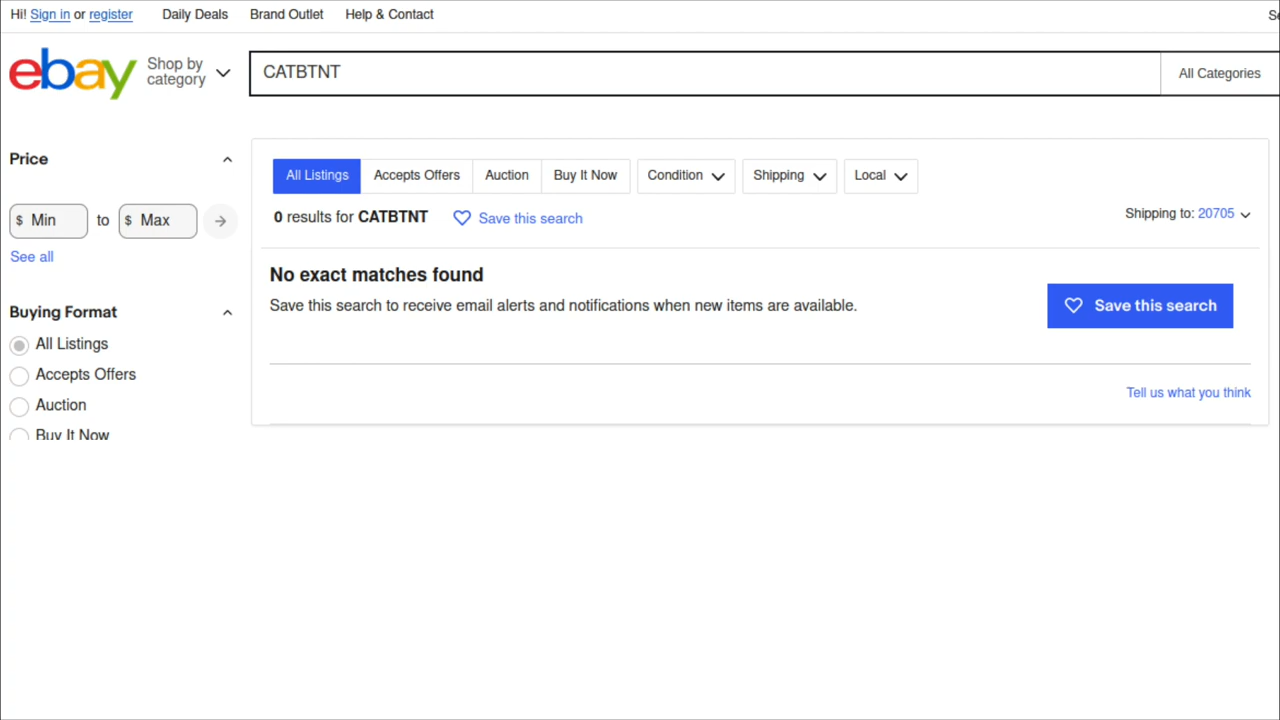 Hi! Sign in or register Daily Deals Brand Outlet Help & Contact
ebay Shop by category CATBTNT All Categories
Price
$ Min to $ Max
See all
Buying Format
All Listings
Accepts Offers
Auction
Buy It Now
All Listings Accepts Offers Auction Buy It Now Condition Shipping Local
0 results for CATBTNT Save this search Shipping to: 20705
No exact matches found
Save this search to receive email alerts and notifications when new items are available.
Save this search
Tell us what you think